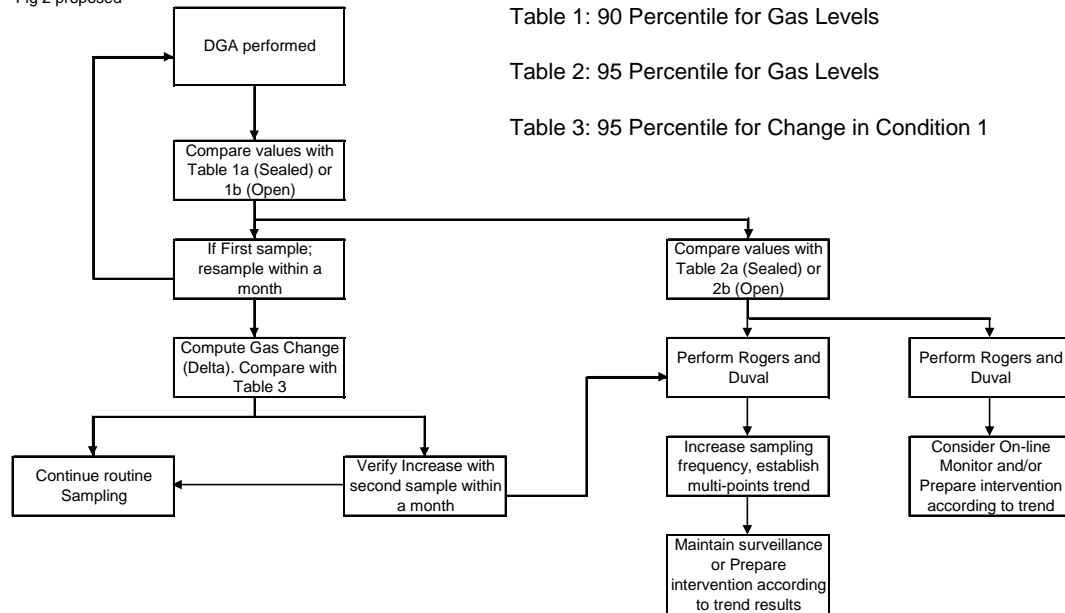 Fig 2 proposed
Table 1: 90 Percentile for Gas Levels
Table 2: 95 Percentile for Gas Levels
Table 3: 95 Percentile for Change in Condition 1
DGA performed
Compare values with
Table 1a (Sealed) or
1b (Open)
If First sample;
resample within a
month
Compare values with
Table 2a (Sealed) or
2b (Open)
Compute Gas Change
(Delta). Compare with
Table 3
Perform Rogers and
Duval
Perform Rogers and
Duval
Continue routine
Sampling
Verify Increase with
second sample within
a month
Increase sampling
frequency, establish
multi-points trend
Consider On-line
Monitor and/or
Prepare intervention
according to trend
Maintain surveillance
or Prepare
intervention according
to trend results